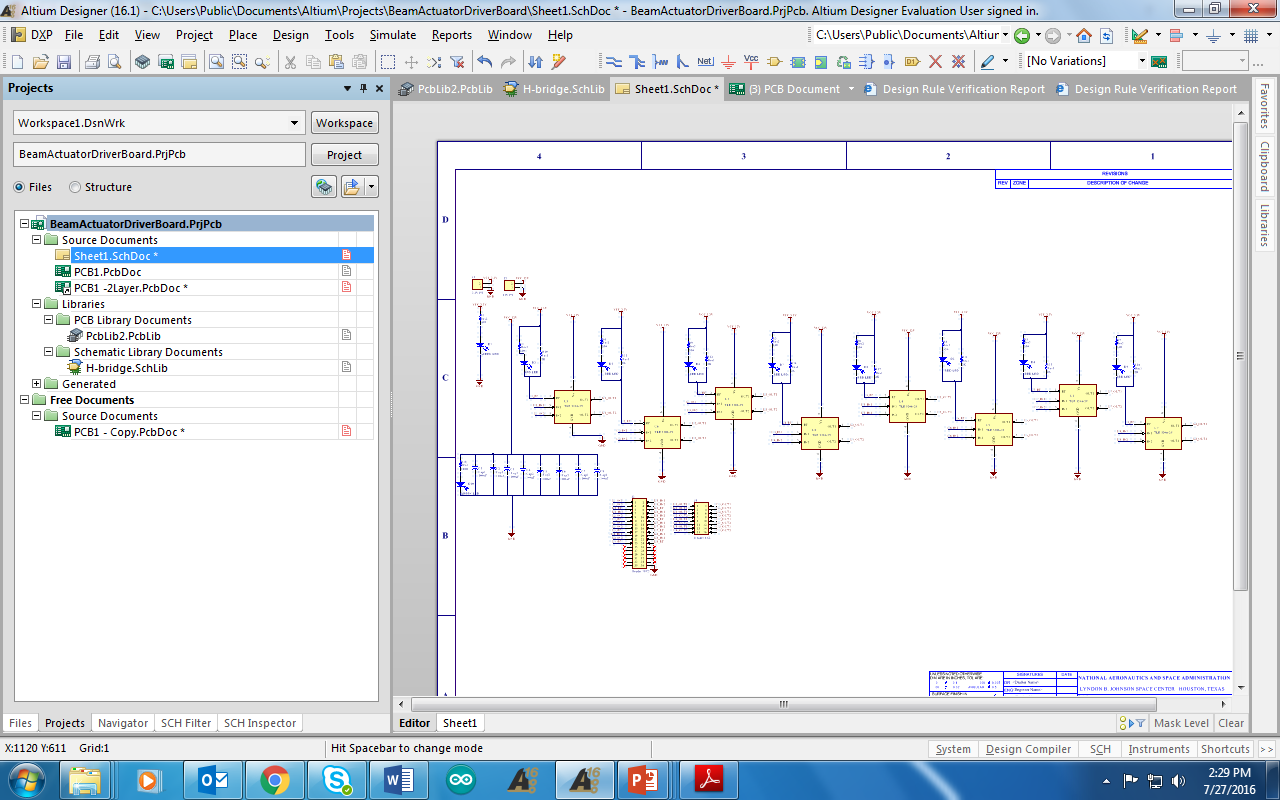 Altium Designer (16.1) - C:\Users\Public\Documents\Altium\Projects\BeamActuatorDriverBoard\Sheet1.SchDoc * - BeamActuatorDriverBoard.PrjPcb. Altium Designer Evaluation User signed in.
DXP File Edit View Project Place Design Tools Simulate Reports Window Help C:\Users\Public\Documents\Altiur
Net Vcc D1 [No Variations]
Projects
PcbLib2.PcbLib H-bridge.SchLib Sheet1.SchDoc * (3) PCB Document Design Rule Verification Report Design Rule Verification Report
Workspace1.DsnWrk Workspace
BeamActuatorDriverBoard.PrjPcb Project
Files Structure
BeamActuatorDriverBoard.PrjPcb
Source Documents
Sheet1.SchDoc *
PCB1.PcbDoc
PCB1 -2Layer.PcbDoc *
Libraries
PCB Library Documents
PcbLib2.PcbLib
Schematic Library Documents
H-bridge.SchLib
Generated
Free Documents
Source Documents
PCB1 - Copy.PcbDoc *
4 3 2 1
REVISIONS
REV ZONE DESCRIPTION OF CHANGE
D
C
B
A
SIGNATURES DATE
NATIONAL AERONAUTICS AND SPACE ADMINISTRATION
LYNDON B. JOHNSON SPACE CENTER HOUSTON, TEXAS
Favorites
Clipboard
Libraries
Files Projects Navigator SCH Filter SCH Inspector
Editor Sheet1
Mask Level Clear
X:1120 Y:611 Grid:1 Hit Spacebar to change mode
System Design Compiler SCH Instruments Shortcuts >>
2:29 PM
7/27/2016